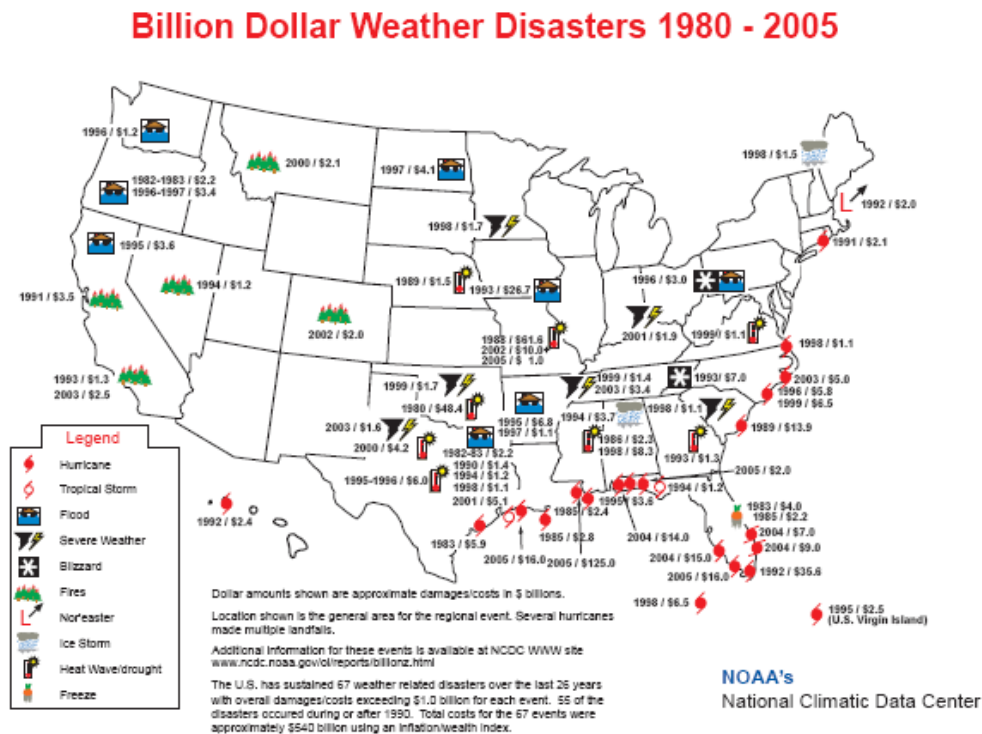 Billion Dollar Weather Disasters 1980 - 2005
1996 / $1.2
1982-1983 / $2.2
1996-1997 / $3.4
1995 / $3.6
1991 / $3.5
1993 / $1.3
2003 / $2.5
1994 / $1.2
2000 / $2.1
2002 / $2.0
1997 / $4.1
1998 / $1.7
1989 / $1.5
1993 / $26.7
1988 / $61.6
2002 / $10.0+
2005 / $ 1.0
1999 / $1.7
1980 / $48.4
2003 / $1.6
2000 / $4.2
1995-1996 / $6.0
1982-83 / $2.2
1990 / $1.4
1994 / $1.2
1998 / $1.1
2001 / $5.1
1995 / $6.8
1997 / $1.1
1999 / $1.4
2003 / $3.4
1994 / $3.7
1986 / $2.3
1998 / $8.3
1998 / $1.1
1993 / $1.3
1993/ $7.0
2001 / $1.9
1996 / $3.0
1999/ $1.1
1998 / $1.5
L
1992 / $2.0
1991 / $2.1
1998 / $1.1
2003 / $5.0
1996 / $5.8
1999 / $6.5
1989 / $13.9
2005 / $2.0
1994 / $1.2
1995 / $3.6
2004 / $14.0
1985 / $2.4
2005 / $125.0
1985 / $2.8
2005 / $16.0
1983 / $5.9
1983 / $4.0
1985 / $2.2
2004 / $7.0
2004 / $9.0
2004 / $15.0
2005 / $16.0
1992 / $35.6
1998 / $6.5
1995 / $2.5
(U.S. Virgin Island)
1992 / $2.4
Legend
Hurricane
Tropical Storm
Flood
Severe Weather
Blizzard
Fires
L
Nor'easter
Ice Storm
Heat Wave/drought
Freeze
Dollar amounts shown are approximate damages/costs in $ billions.
Location shown is the general area for the regional event. Several hurricanes
made multiple landfalls.
Additional information for these events is available at NCDC WWW site
www.ncdc.noaa.gov/ol/reports/billionz.html
The U.S. has sustained 67 weather related disasters over the last 26 years
with overall damages/costs exceeding $1.0 billion for each event. 55 of the
disasters occured during or after 1990. Total costs for the 67 events were
approximately $540 billion using an inflation/wealth index.
NOAA's
National Climatic Data Center